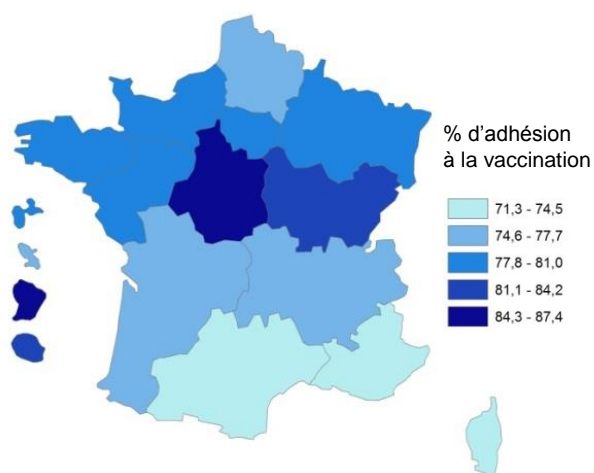 % d’adhésion
à la vaccination
71,3 - 74,5
74,6 - 77,7
77,8 - 81,0
81,1 - 84,2
84,3 - 87,4